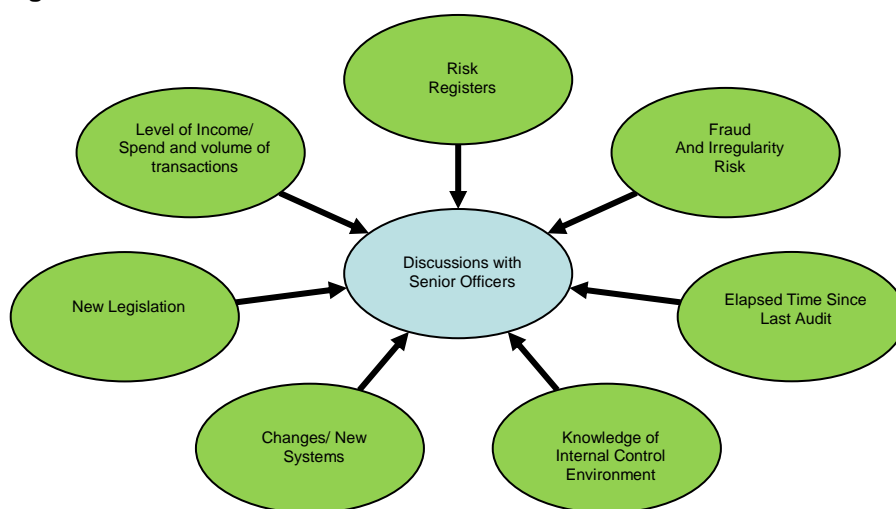 Risk
Registers
Level of Income/
Spend and volume of
transactions
Fraud
And Irregularity
Risk
Discussions with
Senior Officers
New Legislation
Elapsed Time Since
Last Audit
Changes/ New
Systems
Knowledge of
Internal Control
Environment